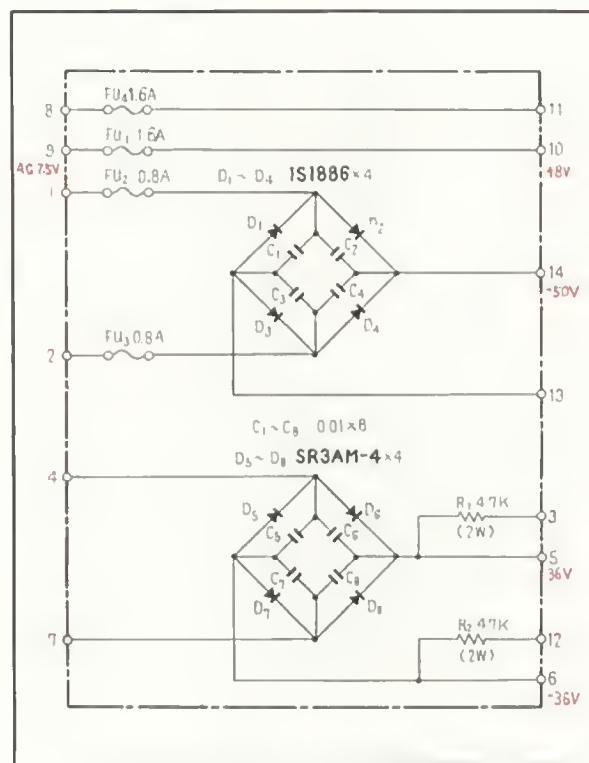 8 FU₄ 1.6A 11
9 FU₁ 1.6A 10
AC 7.5V 48V
1 FU₂ 0.8A D₁ ~ D₄ 1S1886×4
D₁ D₂
C₁ C₂
14
C₃ C₄ -50V
D₃ D₄
2 FU₃ 0.8A
13
C₁ ~ C₈ 0.01×8
D₅ ~ D₈ SR3AM-4×4
4
D₅ D₆ R₁ 4.7K 3
C₅ C₆ (2W)
5
C₇ C₈ 36V
D₇ D₈
7 R₂ 4.7K 12
(2W)
6
-36V